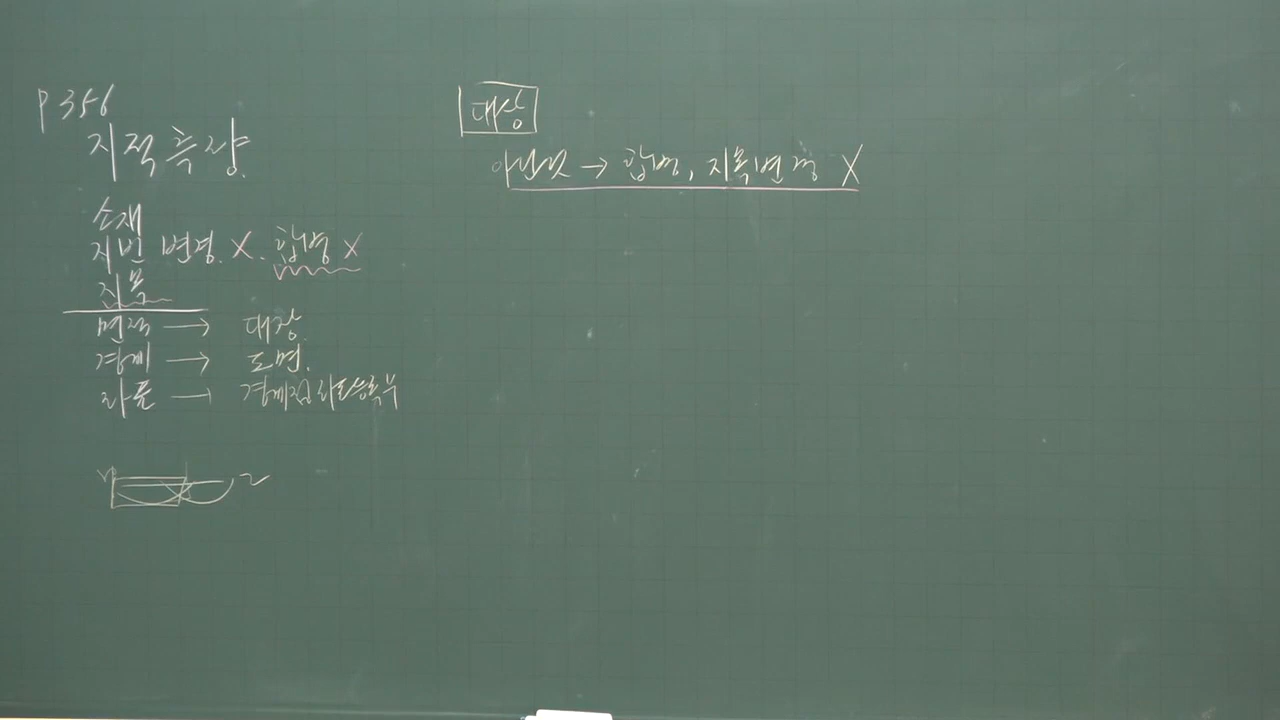 P 356
지적측량
소재
지번 변경 X. 합병 X
지목
면적 → 대장
경계 → 도면.
좌표 → 경계점좌표등록부
대상
아닌것 → 합병, 지목변경 X